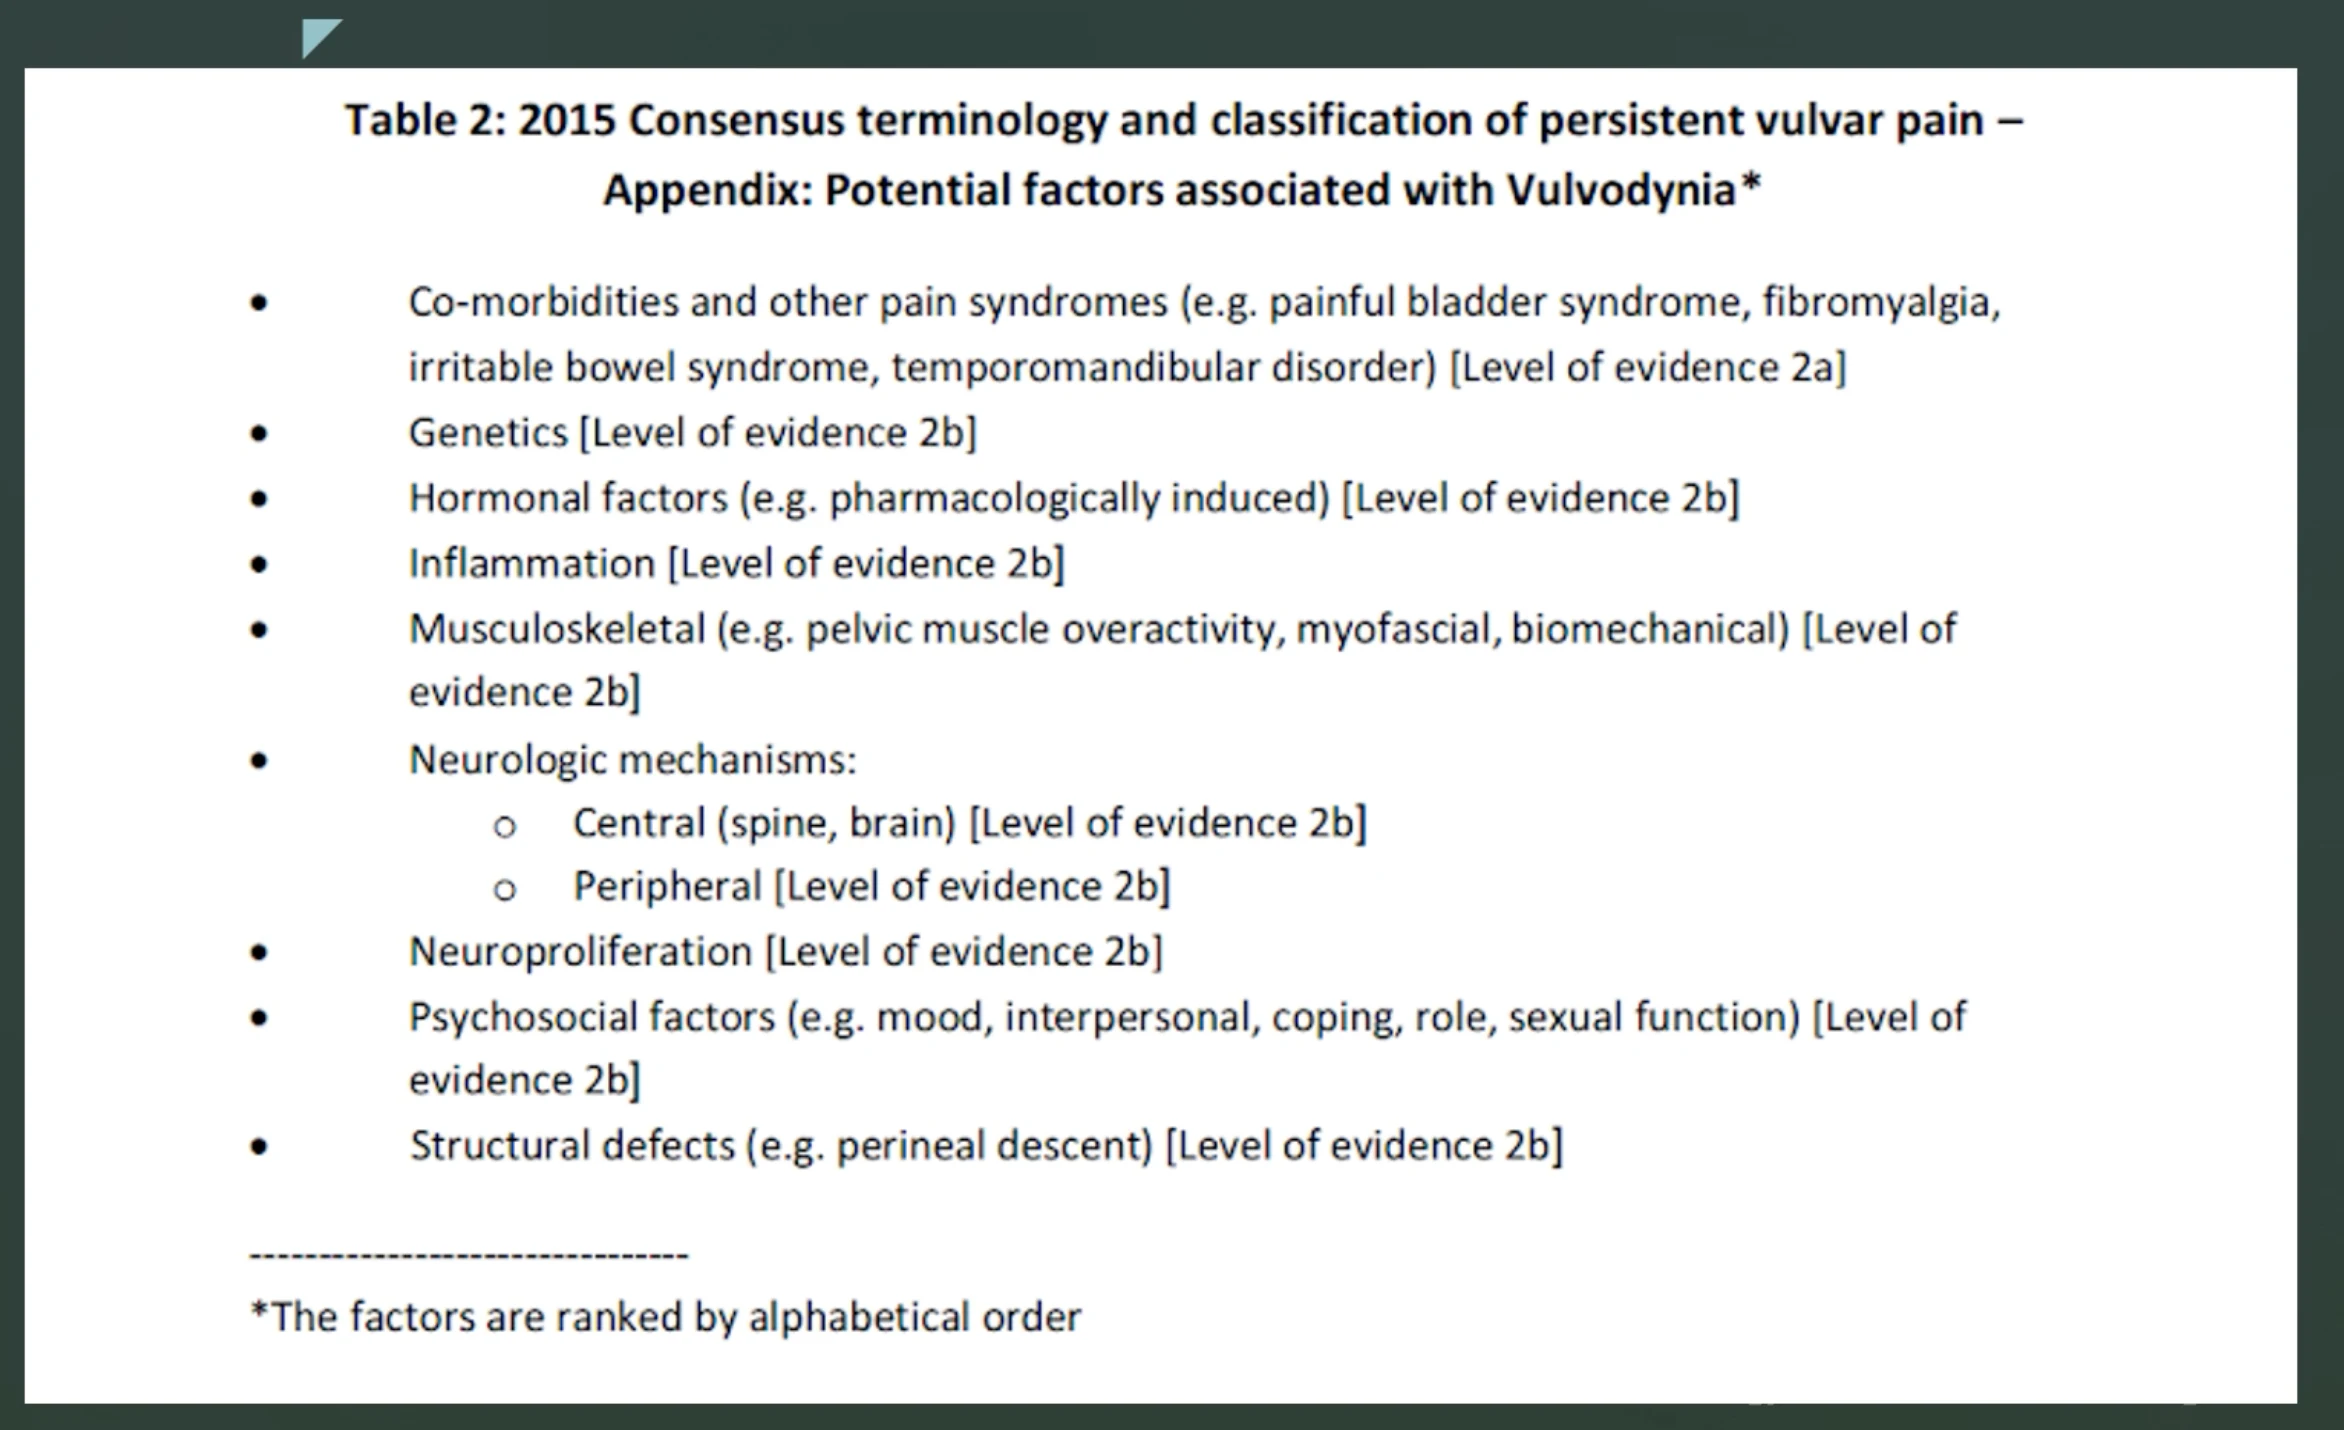 Table 2: 2015 Consensus terminology and classification of persistent vulvar pain –
Appendix: Potential factors associated with Vulvodynia*
• Co-morbidities and other pain syndromes (e.g. painful bladder syndrome, fibromyalgia,
irritable bowel syndrome, temporomandibular disorder) [Level of evidence 2a]
• Genetics [Level of evidence 2b]
• Hormonal factors (e.g. pharmacologically induced) [Level of evidence 2b]
• Inflammation [Level of evidence 2b]
• Musculoskeletal (e.g. pelvic muscle overactivity, myofascial, biomechanical) [Level of
evidence 2b]
• Neurologic mechanisms:
o Central (spine, brain) [Level of evidence 2b]
o Peripheral [Level of evidence 2b]
• Neuroproliferation [Level of evidence 2b]
• Psychosocial factors (e.g. mood, interpersonal, coping, role, sexual function) [Level of
evidence 2b]
• Structural defects (e.g. perineal descent) [Level of evidence 2b]
--------------------------------
*The factors are ranked by alphabetical order